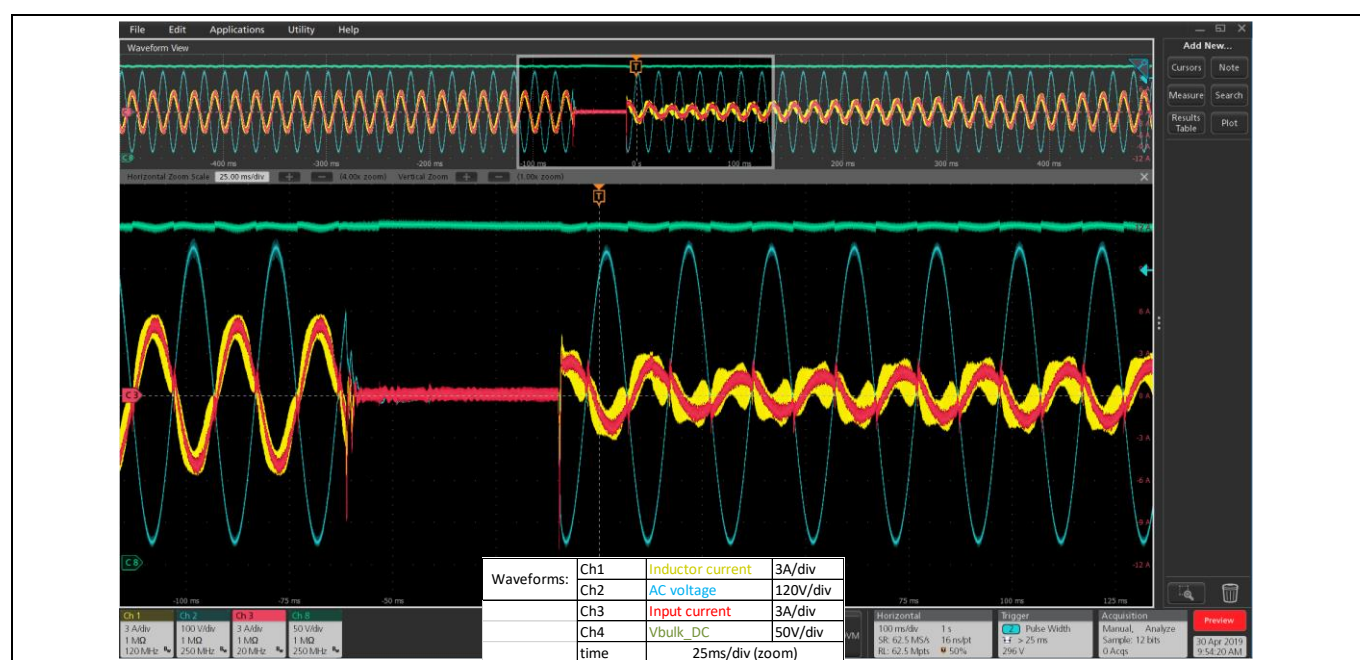 File Edit Applications Utility Help
Waveform View
Add New...
Cursors Note
Measure Search
Results Table Plot
T
-400 ms -300 ms -200 ms -100 ms 0 s 100 ms 200 ms 300 ms 400 ms
-12 A
Horizontal Zoom Scale 25.00 ms/div + − (4.00x zoom) Vertical Zoom + − (1.00x zoom)
T
12 A
6 A
C 3
0 A
-3 A
-6 A
-9 A
C 8
-12 A
-100 ms -75 ms -50 ms 75 ms 100 ms 125 ms
Waveforms: Ch1 Inductor current 3A/div
Ch2 AC voltage 120V/div
Ch3 Input current 3A/div
Ch4 Vbulk_DC 50V/div
time 25ms/div (zoom)
Ch 1
3 A/div
1 MΩ
120 MHz
Ch 2
100 V/div
1 MΩ
250 MHz
Ch 3
3 A/div
1 MΩ
20 MHz
Ch 8
50 V/div
1 MΩ
250 MHz
VM
Horizontal
100 ms/div 1 s
SR: 62.5 MS/s 16 ns/pt
RL: 62.5 Mpts 50%
Trigger
2 Pulse Width
> 25 ms
296 V
Acquisition
Manual, Analyze
Sample: 12 bits
0 Acqs
Preview
30 Apr 2019
9:54:20 AM